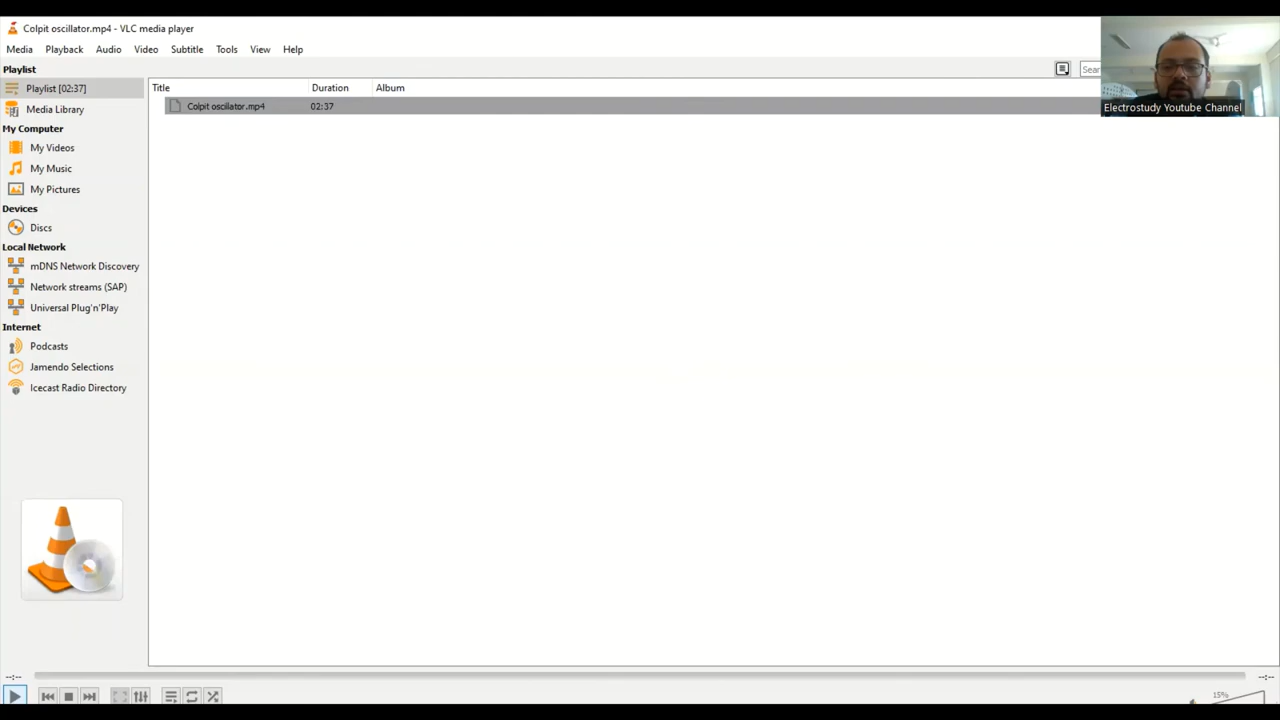 Colpit oscillator.mp4 - VLC media player
Media Playback Audio Video Subtitle Tools View Help
Playlist
Playlist [02:37]
Media Library
My Computer
My Videos
My Music
My Pictures
Devices
Discs
Local Network
mDNS Network Discovery
Network streams (SAP)
Universal Plug'n'Play
Internet
Podcasts
Jamendo Selections
Icecast Radio Directory
Title Duration Album
Colpit oscillator.mp4 02:37
Sear
Electrostudy Youtube Channel
--:-- --:--
15%